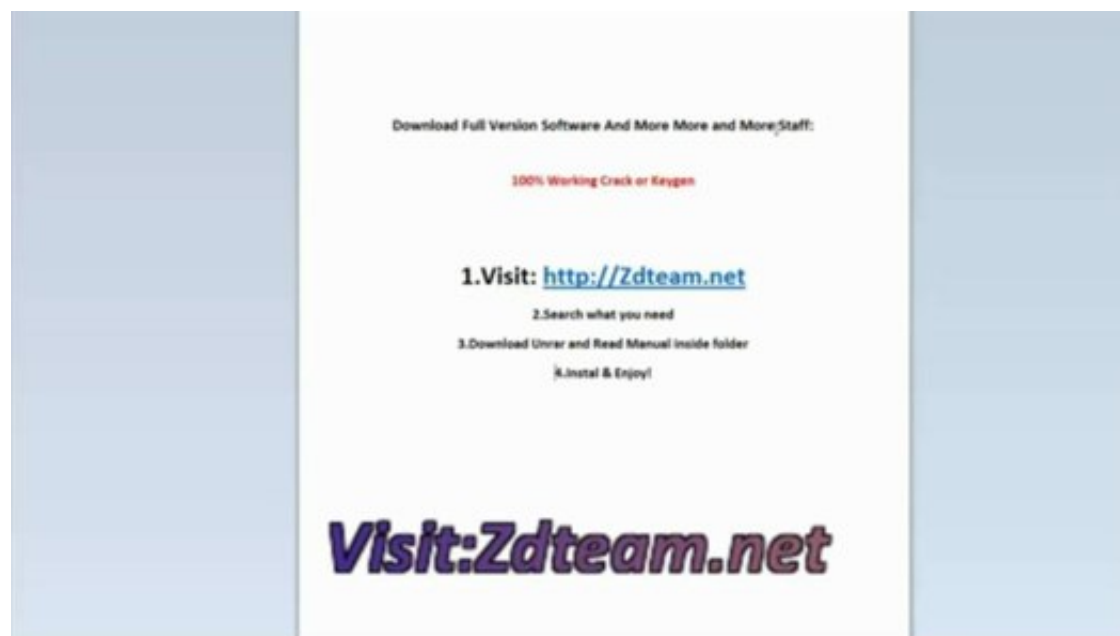 Download Full Version Software And More More and More Staff:
100% Working Crack or Keygen
1.Visit: http://Zdteam.net
2.Search what you need
3.Download Unrar and Read Manual inside folder
4.Instal & Enjoy!
Visit:Zdteam.net